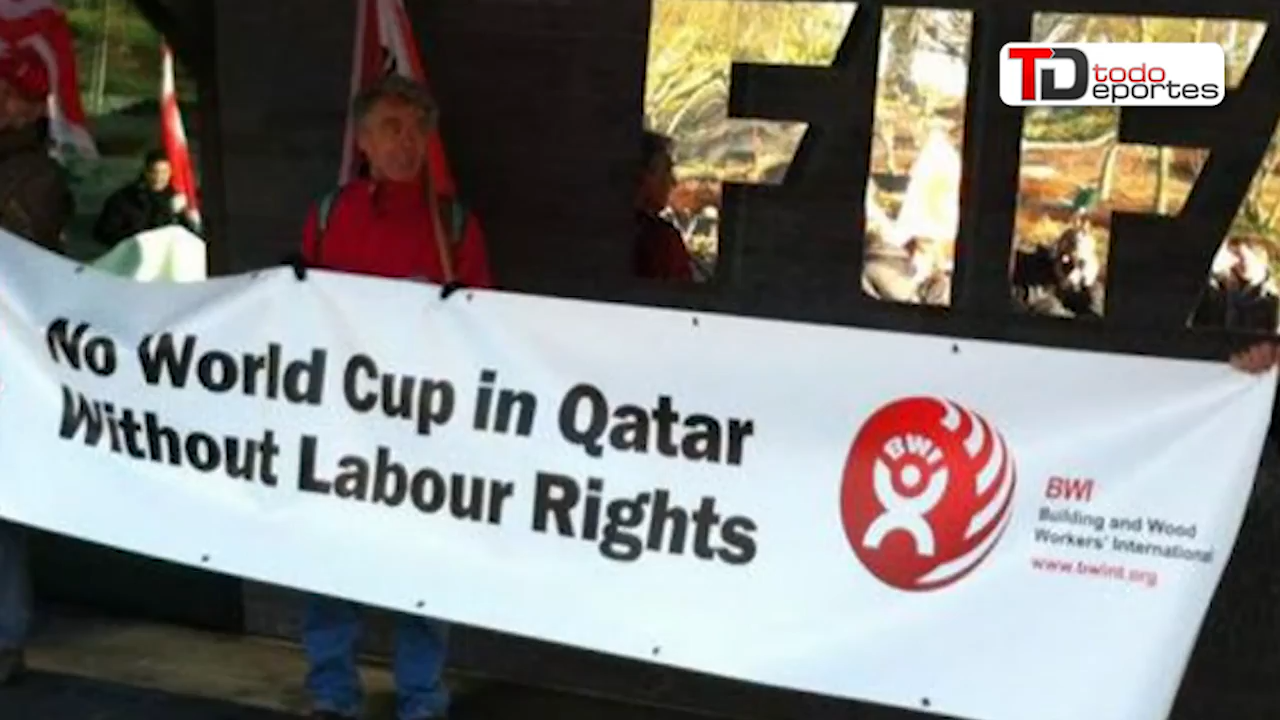 FIFA
TD todo
Deportes
No World Cup in Qatar
Without Labour Rights
BWI
BWI
Building and Wood
Workers' International
www.bwint.org